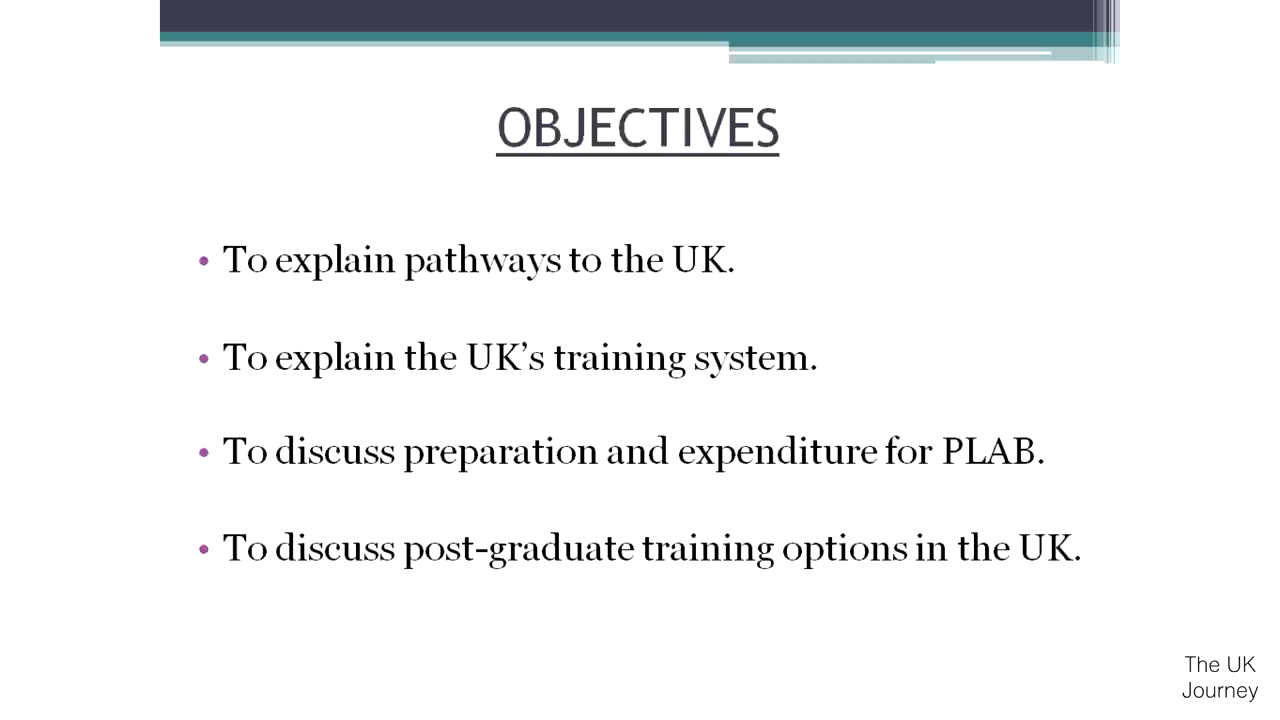 OBJECTIVES
• To explain pathways to the UK.
• To explain the UK’s training system.
• To discuss preparation and expenditure for PLAB.
• To discuss post-graduate training options in the UK.
The UK
Journey